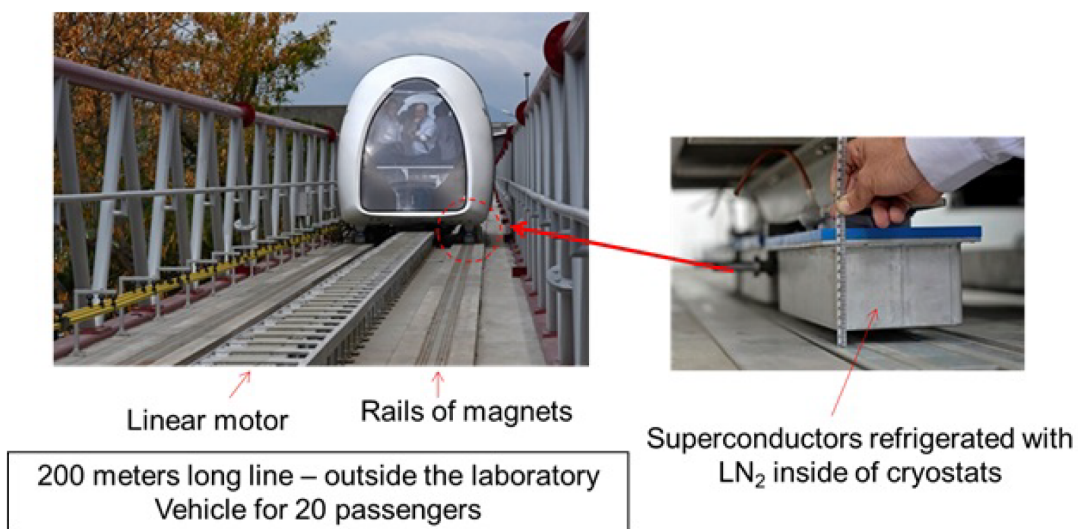 Linear motor
Rails of magnets
200 meters long line – outside the laboratory
Vehicle for 20 passengers
Superconductors refrigerated with
LN₂ inside of cryostats